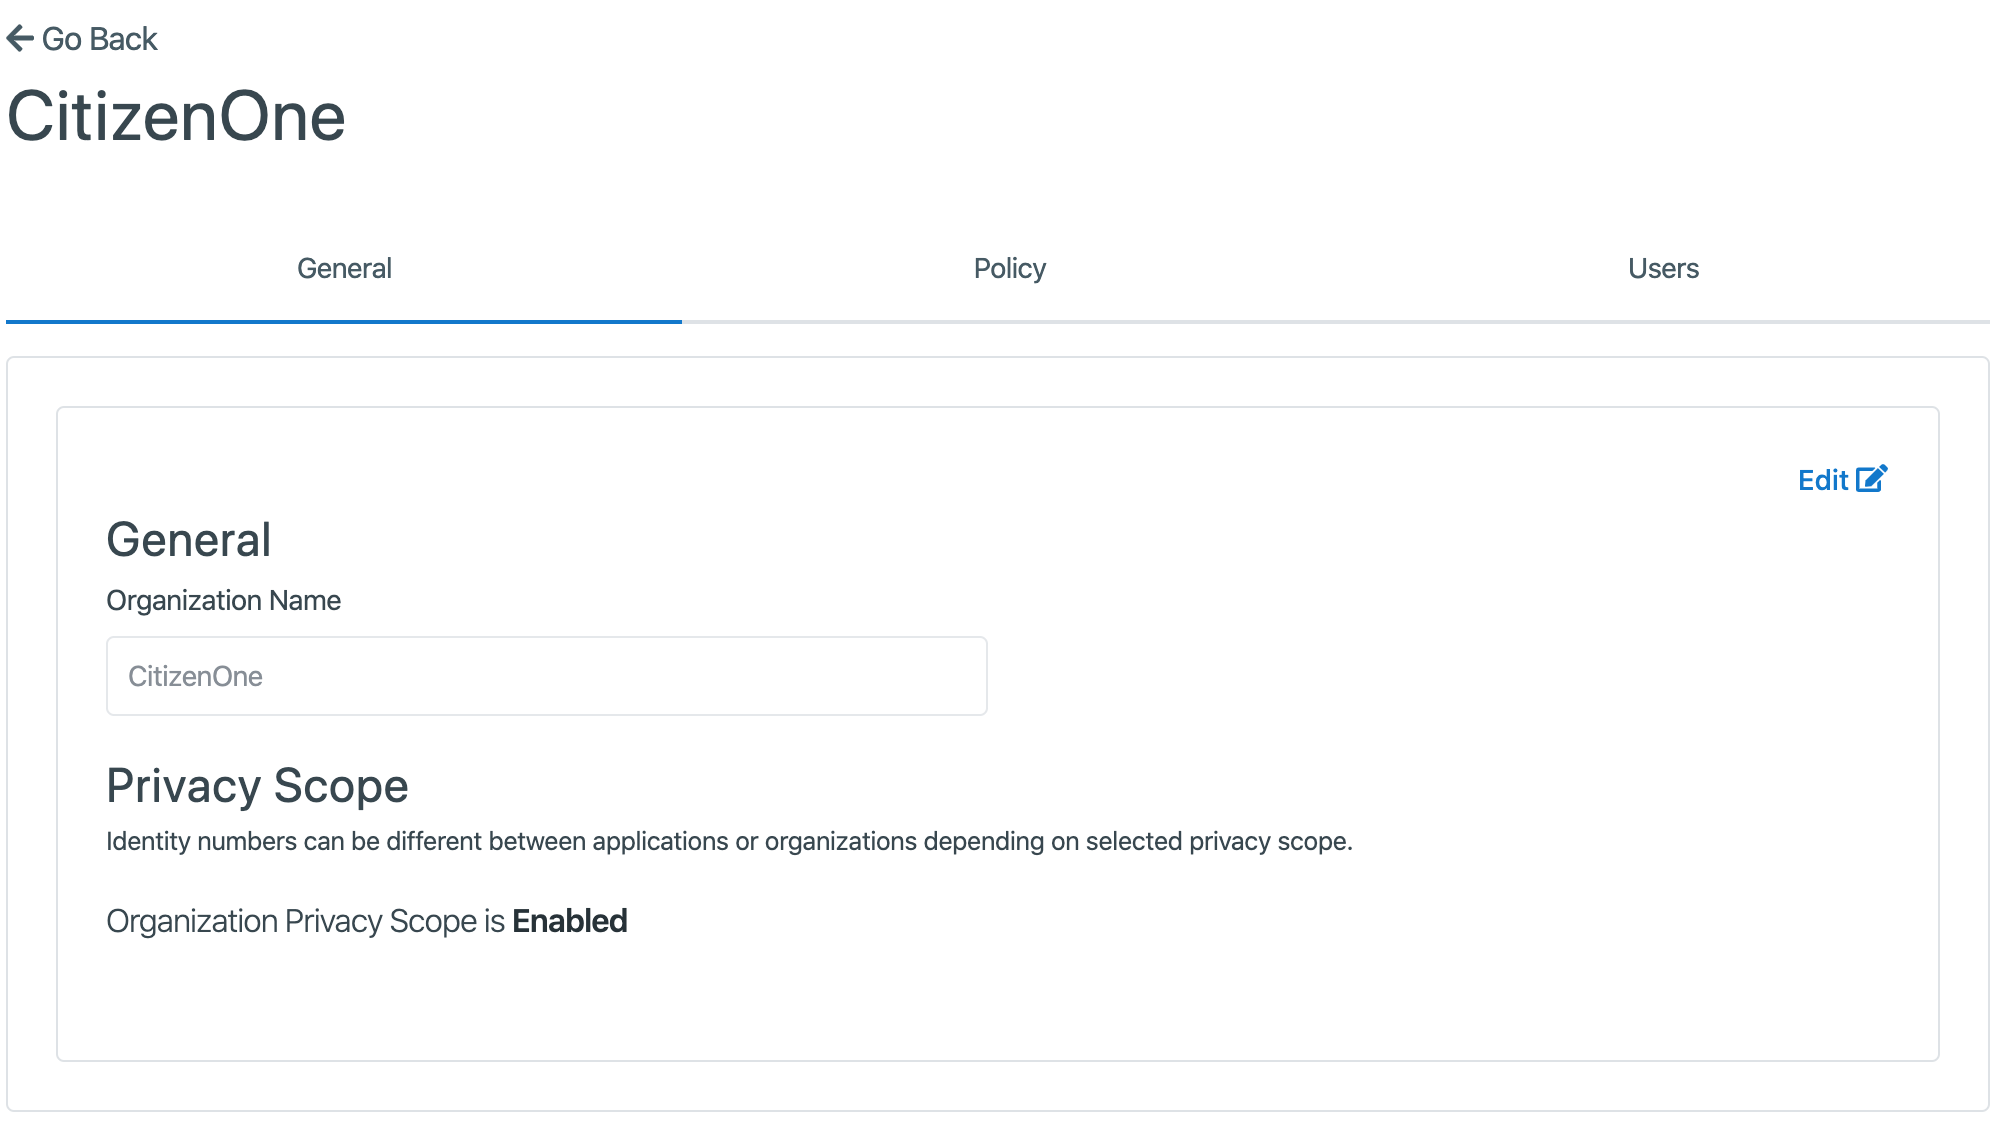 Go Back
CitizenOne
General
Policy
Users
Edit
General
Organization Name
CitizenOne
Privacy Scope
Identity numbers can be different between applications or organizations depending on selected privacy scope.
Organization Privacy Scope is Enabled